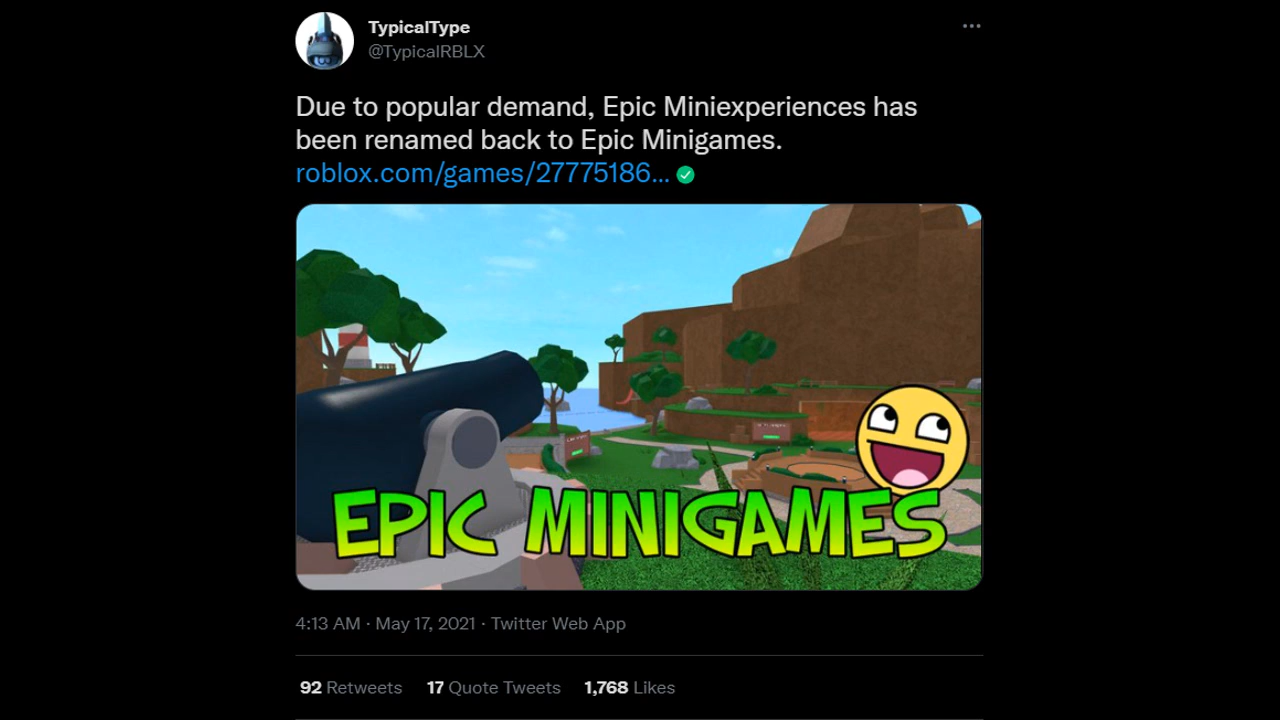 TypicalType
@TypicalRBLX
Due to popular demand, Epic Miniexperiences has
been renamed back to Epic Minigames.
roblox.com/games/27775186...
EPIC MINIGAMES
4:13 AM · May 17, 2021 · Twitter Web App
92 Retweets 17 Quote Tweets 1,768 Likes